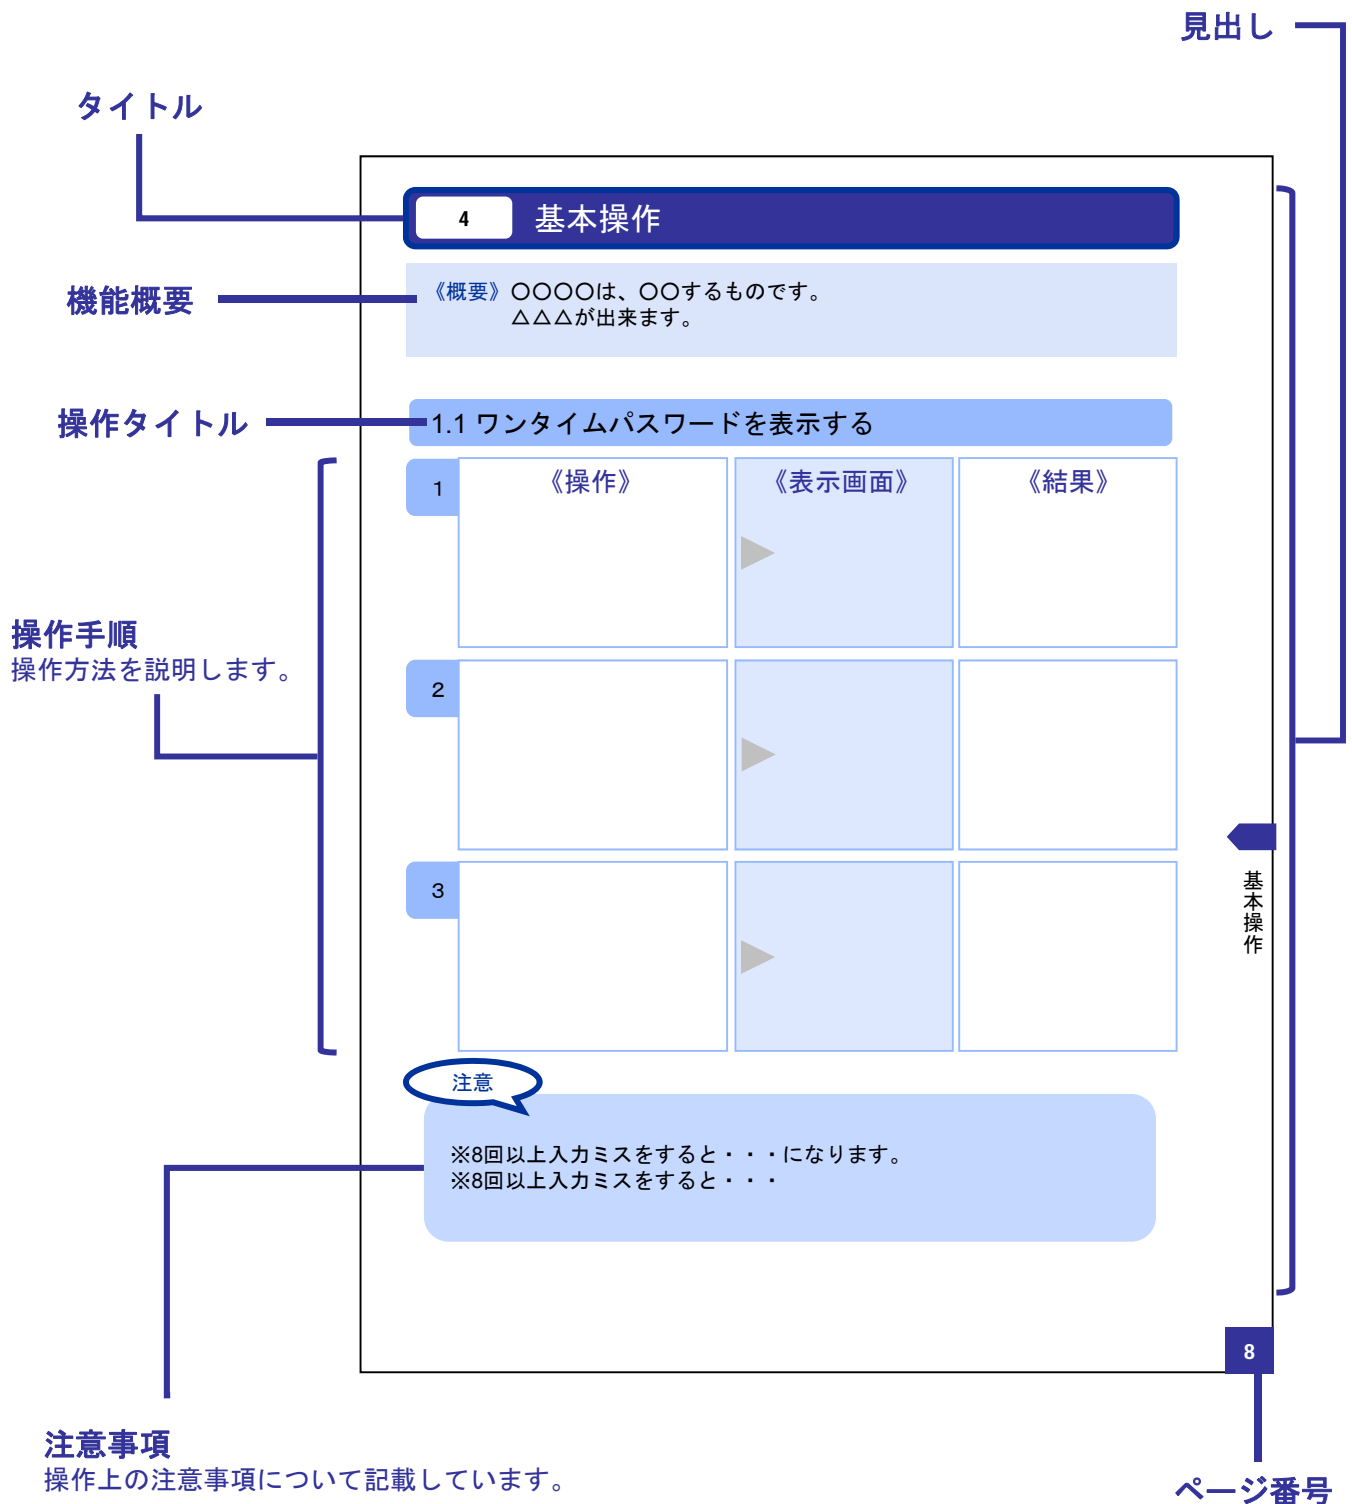 見出し
タイトル
4 基本操作
機能概要
《概要》〇〇〇〇は、〇〇するものです。
△△△が出来ます。
操作タイトル
1.1 ワンタイムパスワードを表示する
1 《操作》 《表示画面》 《結果》
操作手順
操作方法を説明します。
2
3
基本操作
注意
※8回以上入力ミスをすると・・・になります。
※8回以上入力ミスをすると・・・
8
注意事項
操作上の注意事項について記載しています。
ページ番号